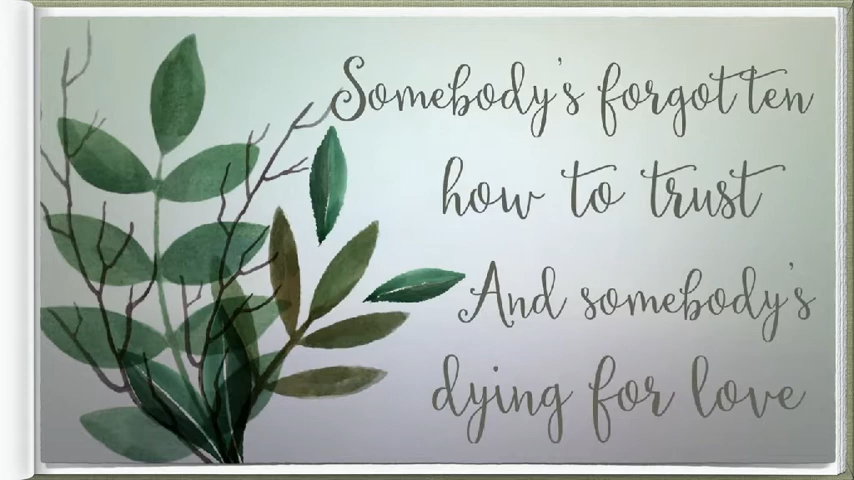 Somebody's forgotten
how to trust
And somebody's
dying for love